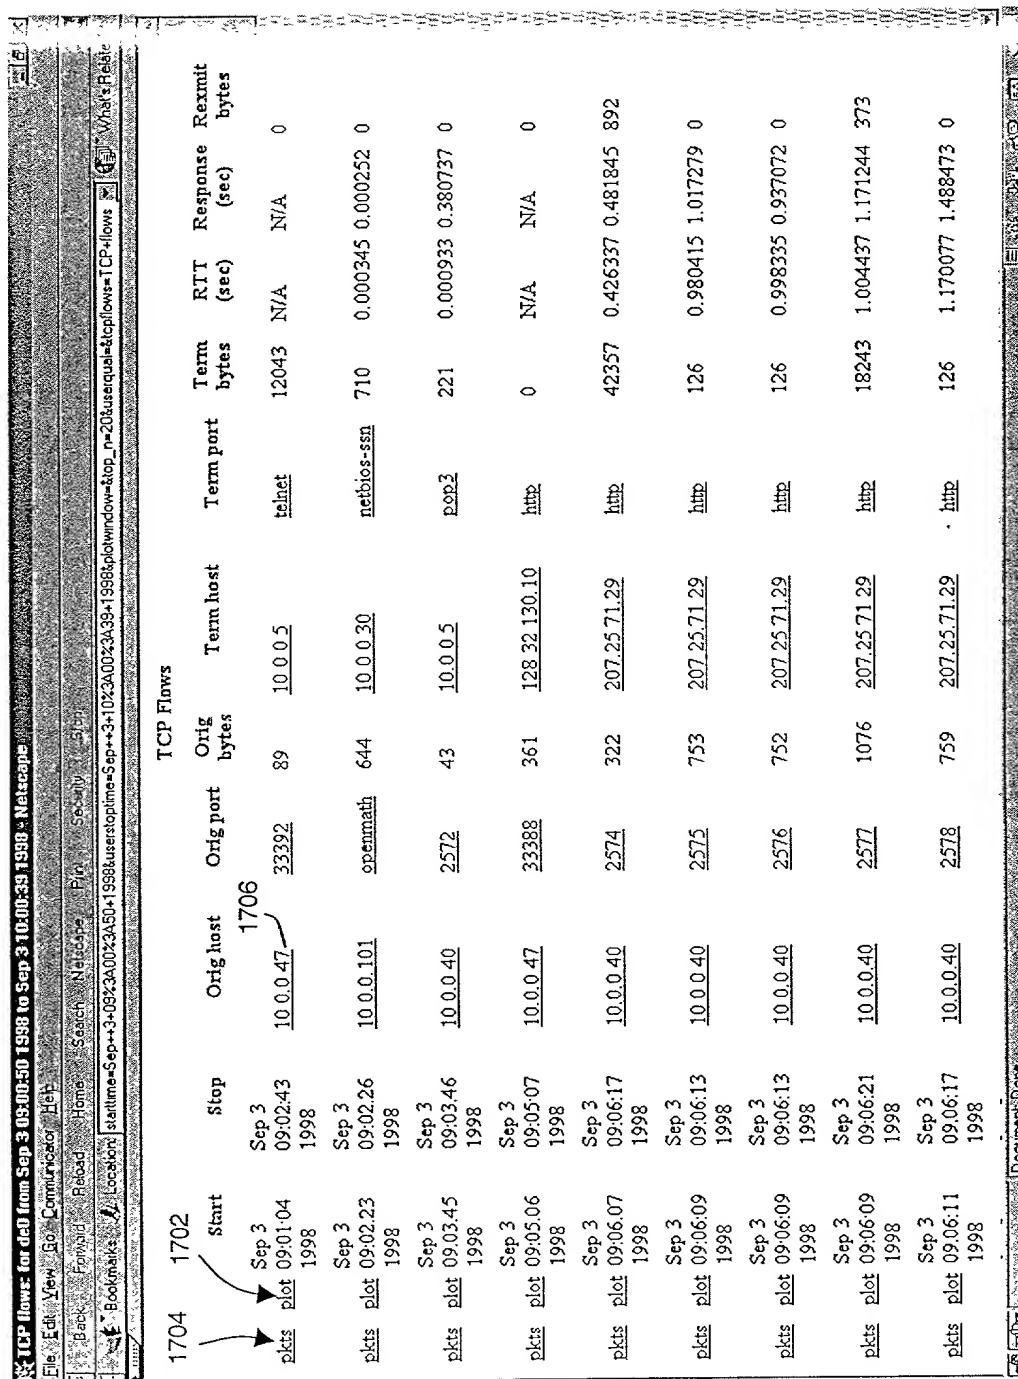 TCP flows: for de0 from Sep 3 09:00:50 1998 to Sep 3 10:00:39 1998 - Netscape
File Edit View Go Communicator Help
Back Forward Reload Home Search Netscape Print Security Stop
Bookmarks Location: starttime=Sep++3+09%3A00%3A50+1998&userstoptime=Sep++3+10%3A00%3A39+1998&plotwindow=&top_n=20&userqual=&tcpflows=TCP+flows What's Relate
1704 1702
TCP Flows
Start Stop Orig host Orig port Orig bytes Term host Term port Term bytes RTT (sec) Response (sec) Rexmit bytes
1706
pkts plot Sep 3 09:01:04 1998 Sep 3 09:02:43 1998 10 0.0 47 33392 89 10 0 0 5 telnet 12043 N/A N/A 0
pkts plot Sep 3 09:02.23 1998 Sep 3 09:02.26 1998 10 0.0.101 openmath 644 10 0 0 30 netbios-ssn 710 0.000345 0.000252 0
pkts plot Sep 3 09.03.45 1998 Sep 3 09:03.46 1998 10.0.0 40 2572 43 10.0 0 5 pop3 221 0.000933 0.380737 0
pkts plot Sep 3 09:05.06 1998 Sep 3 09:05:07 1998 10.0.0 47 33388 361 128 32 130.10 http 0 N/A N/A 0
pkts plot Sep 3 09:06.07 1998 Sep 3 09:06:17 1998 10 0.0 40 2574 322 207.25 71.29 http 42357 0.426337 0.481845 892
pkts plot Sep 3 09:06:09 1998 Sep 3 09:06:13 1998 10 0 0 40 2575 753 207.25.71 29 http 126 0.980415 1.017279 0
pkts plot Sep 3 09:06:09 1998 Sep 3 09:06:13 1998 10 0.0 40 2576 752 207.25 71.29 http 126 0.998335 0.937072 0
pkts plot Sep 3 09:06:09 1998 Sep 3 09:06:21 1998 10 0.0.40 2577 1076 207.25 71 29 http 18243 1.004437 1.171244 373
pkts plot Sep 3 09.06:11 1998 Sep 3 09:06:17 1998 10.0.0.40 2578 759 207.25.71.29 http 126 1.170077 1.488473 0
Document: Done